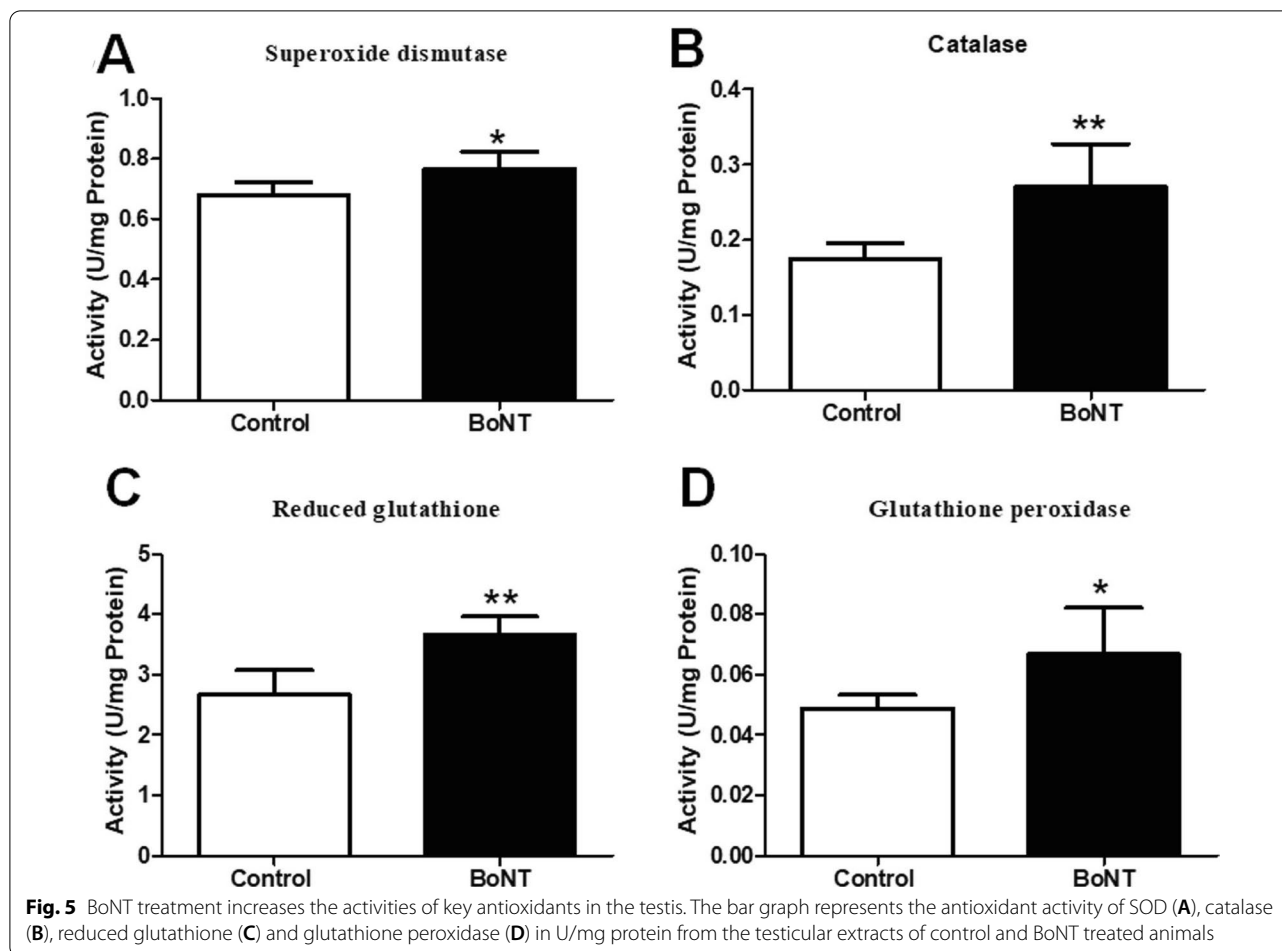 A
Superoxide dismutase
Activity (U/mg Protein)
1.0
0.8
0.6
0.4
0.2
0.0
*
Control
BoNT
B
Catalase
Activity (U/mg Protein)
0.4
0.3
0.2
0.1
0.0
**
Control
BoNT
C
Reduced glutathione
Activity (U/mg Protein)
5
4
3
2
1
0
**
Control
BoNT
D
Glutathione peroxidase
Activity (U/mg Protein)
0.10
0.08
0.06
0.04
0.02
0.00
*
Control
BoNT
Fig. 5 BoNT treatment increases the activities of key antioxidants in the testis. The bar graph represents the antioxidant activity of SOD (A), catalase
(B), reduced glutathione (C) and glutathione peroxidase (D) in U/mg protein from the testicular extracts of control and BoNT treated animals